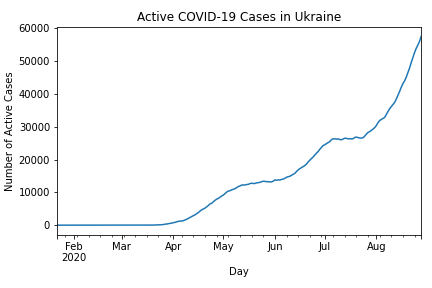 Active COVID-19 Cases in Ukraine
60000
50000
40000
30000
20000
10000
0
Number of Active Cases
Feb Mar Apr May Jun Jul Aug
2020
Day